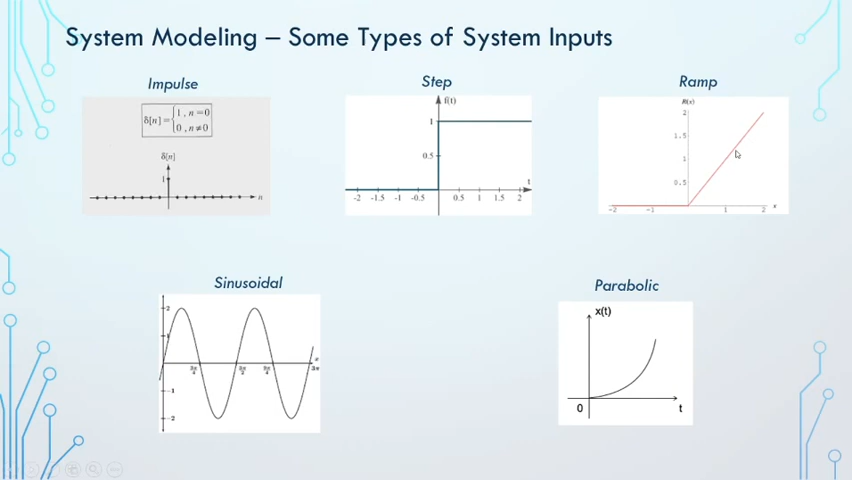 System Modeling – Some Types of System Inputs
Impulse
Step
Ramp
δ[n] = { 1 , n = 0
0 , n ≠ 0
δ[n]
1
n
f(t)
1
0.5
t
-2 -1.5 -1 -0.5 0.5 1 1.5 2
R(x)
2
1.5
1
0.5
-2 -1 1 2
x
Sinusoidal
Parabolic
2
1
-1
-2
3π
x(t)
0
t